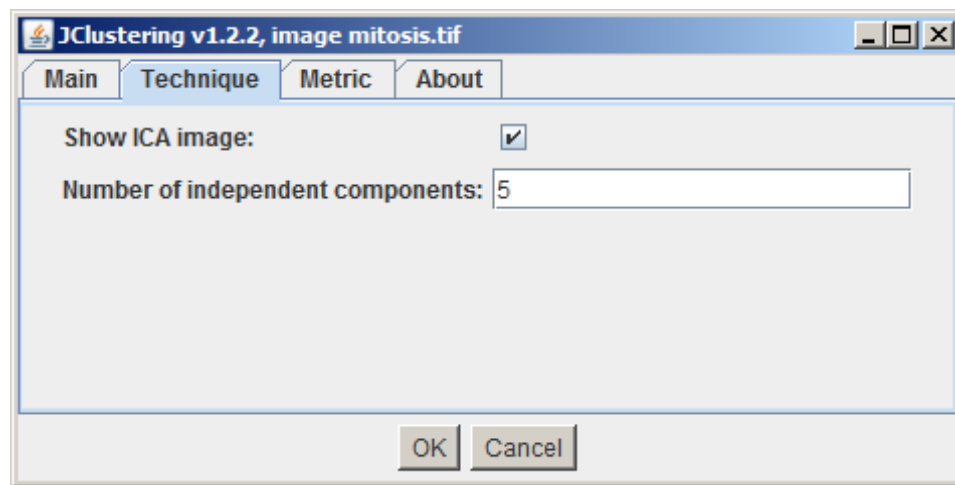 JClustering v1.2.2, image mitosis.tif
Main Technique Metric About
Show ICA image:
Number of independent components: 5
OK Cancel